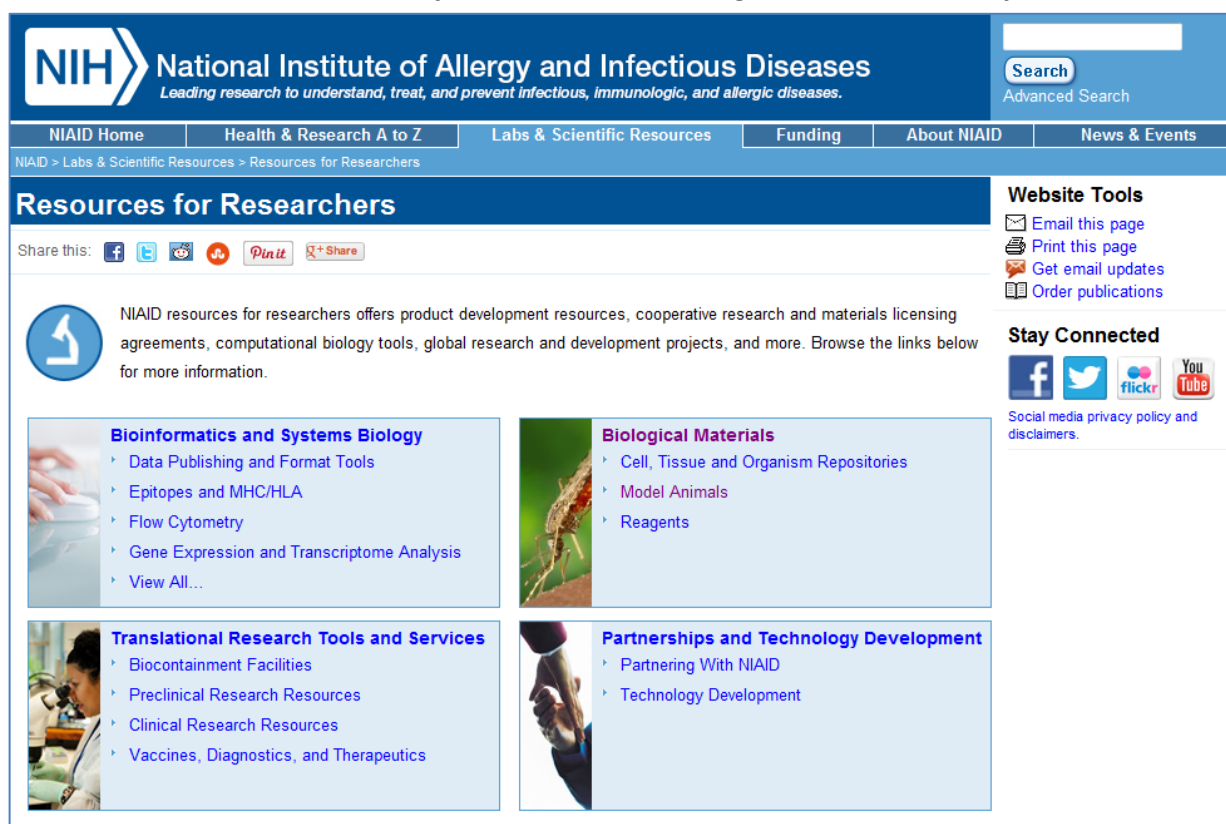 NIH
National Institute of Allergy and Infectious Diseases
Leading research to understand, treat, and prevent infectious, immunologic, and allergic diseases.
Search
Advanced Search
NIAID Home Health & Research A to Z Labs & Scientific Resources Funding About NIAID News & Events
NIAID > Labs & Scientific Resources > Resources for Researchers
Resources for Researchers
Share this: Pin it g+ Share
NIAID resources for researchers offers product development resources, cooperative research and materials licensing
agreements, computational biology tools, global research and development projects, and more. Browse the links below
for more information.
Bioinformatics and Systems Biology
Data Publishing and Format Tools
Epitopes and MHC/HLA
Flow Cytometry
Gene Expression and Transcriptome Analysis
View All...
Biological Materials
Cell, Tissue and Organism Repositories
Model Animals
Reagents
Translational Research Tools and Services
Biocontainment Facilities
Preclinical Research Resources
Clinical Research Resources
Vaccines, Diagnostics, and Therapeutics
Partnerships and Technology Development
Partnering With NIAID
Technology Development
Website Tools
Email this page
Print this page
Get email updates
Order publications
Stay Connected
flickr
You
Tube
Social media privacy policy and
disclaimers.